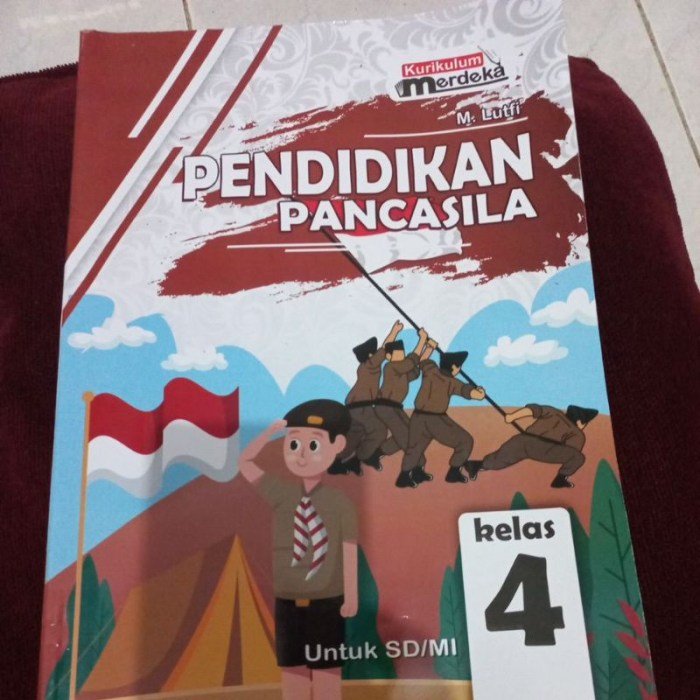 Kurikulum
merdeka
M. Lutfi
PENDIDIKAN
PANCASILA
kelas
4
Untuk SD/MI